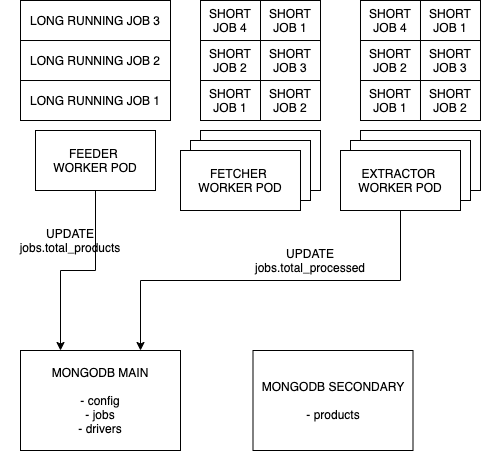 LONG RUNNING JOB 3
LONG RUNNING JOB 2
LONG RUNNING JOB 1
SHORT JOB 4
SHORT JOB 1
SHORT JOB 2
SHORT JOB 3
SHORT JOB 1
SHORT JOB 2
SHORT JOB 4
SHORT JOB 1
SHORT JOB 2
SHORT JOB 3
SHORT JOB 1
SHORT JOB 2
FEEDER
WORKER POD
FETCHER
WORKER POD
EXTRACTOR
WORKER POD
UPDATE
jobs.total_products
UPDATE
jobs.total_processed
MONGODB MAIN
- config
- jobs
- drivers
MONGODB SECONDARY
- products